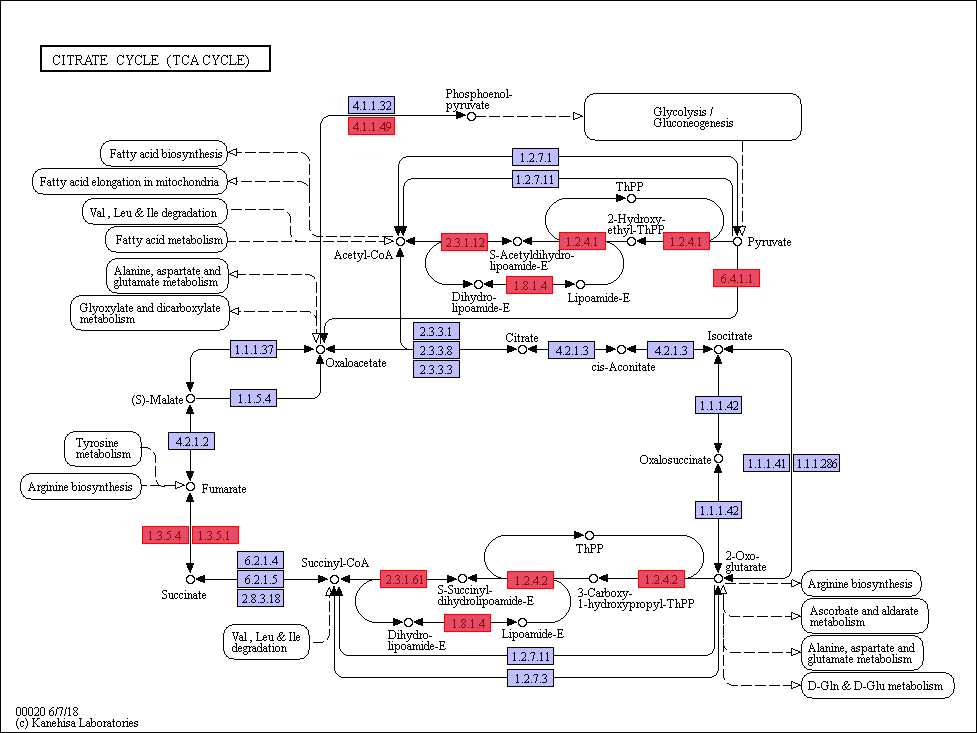 CITRATE CYCLE (TCA CYCLE)
Phosphoenol-
pyruvate
4.1.1.32
4.1.1.49
Glycolysis /
Gluconeogenesis
Fatty acid biosynthesis
Fatty acid elongation in mitochondria
Val , Leu & Ile degradation
Fatty acid metabolism
1.2.7.1
1.2.7.11
ThPP
2-Hydroxy-
ethyl-ThPP
Acetyl-CoA
2.3.1.12
1.2.4.1
1.2.4.1
Pyruvate
S-Acetyldihydro-
lipoamide-E
Alanine, aspartate and
glutamate metabolism
1.8.1.4
6.4.1.1
Dihydro-
lipoamide-E
Lipoamide-E
Glyoxylate and dicarboxylate
metabolism
2.3.3.1
2.3.3.8
2.3.3.3
Citrate
Isocitrate
1.1.1.37
4.2.1.3
4.2.1.3
Oxaloacetate
cis-Aconitate
(S)-Malate
1.1.5.4
1.1.1.42
4.2.1.2
Tyrosine
metabolism
Oxalosuccinate
1.1.1.41
1.1.1.286
Arginine biosynthesis
Fumarate
1.1.1.42
1.3.5.4
1.3.5.1
ThPP
2-Oxo-
glutarate
6.2.1.4
6.2.1.5
2.8.3.18
Succinyl-CoA
2.3.1.61
1.2.4.2
1.2.4.2
Succinate
S-Succinyl-
dihydrolipoamide-E
3-Carboxy-
1-hydroxypropyl-ThPP
Arginine biosynthesis
Ascorbate and aldarate
metabolism
1.8.1.4
Dihydro-
lipoamide-E
Lipoamide-E
Val , Leu & Ile
degradation
1.2.7.11
1.2.7.3
Alanine, aspartate and
glutamate metabolism
D-Gln & D-Glu metabolism
00020 6/7/18
(c) Kanehisa Laboratories